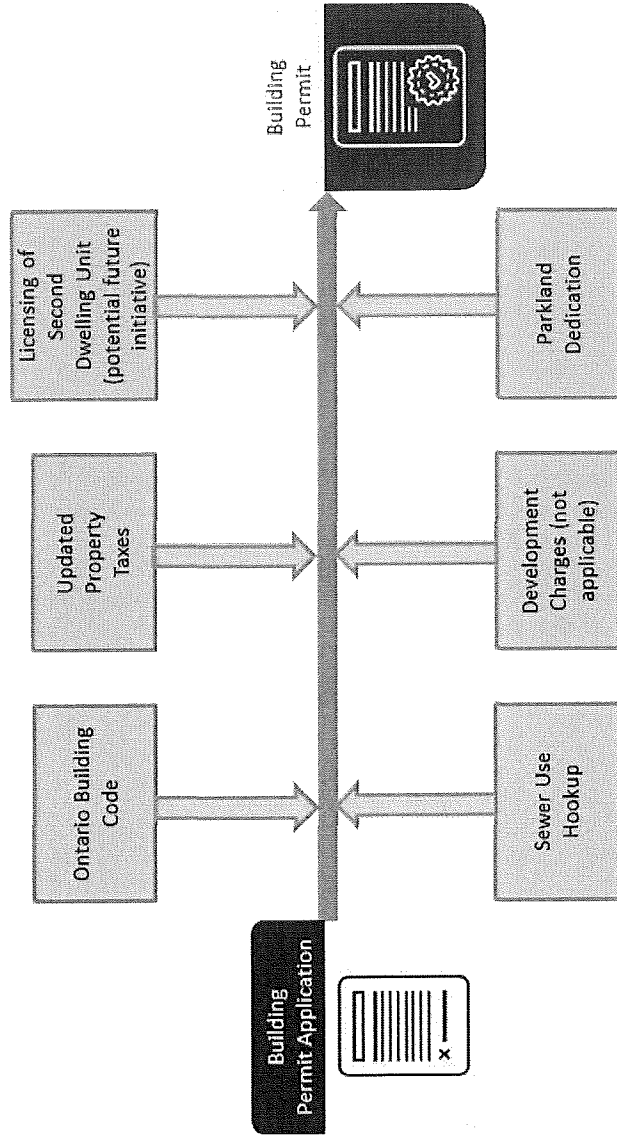 Building
Permit Application
Ontario Building
Code
Updated
Property
Taxes
Licensing of
Second
Dwelling Unit
(potential future
initiative)
Sewer Use
Hookup
Development
Charges (not
applicable)
Parkland
Dedication
Building
Permit